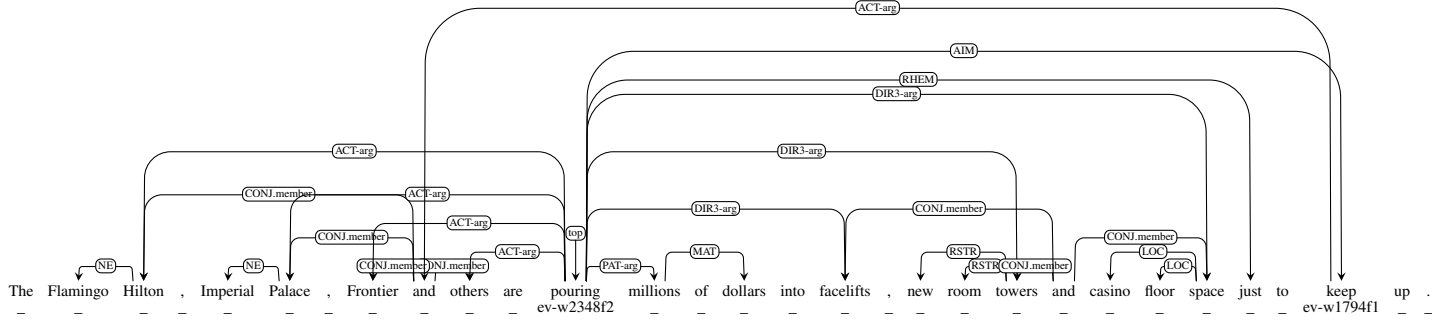 ACT-arg
AIM
RHEM
DIR3-arg
ACT-arg DIR3-arg
CONJ.member ACT-arg
DIR3-arg CONJ.member
ACT-arg
top
CONJ.member CONJ.member
ACT-arg MAT RSTR LOC
NE NE CONJ.member PAT-arg RSTR CONJ.member LOC
The Flamingo Hilton , Imperial Palace , Frontier and others are pouring millions of dollars into facelifts , new room towers and casino floor space just to keep up .
_ _ _ _ _ _ _ _ _ _ _ ev-w2348f2 _ _ _ _ _ _ _ _ _ _ _ _ _ _ _ ev-w1794f1 _ _